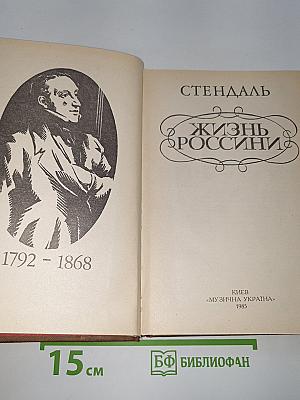 1792 – 1868
СТЕНДАЛЬ
ЖИЗНЬ
РОССИНИ
КИЕВ
«МУЗИЧНА УКРАЇНА»
1985
15 см
БФ БИБЛИОФАН